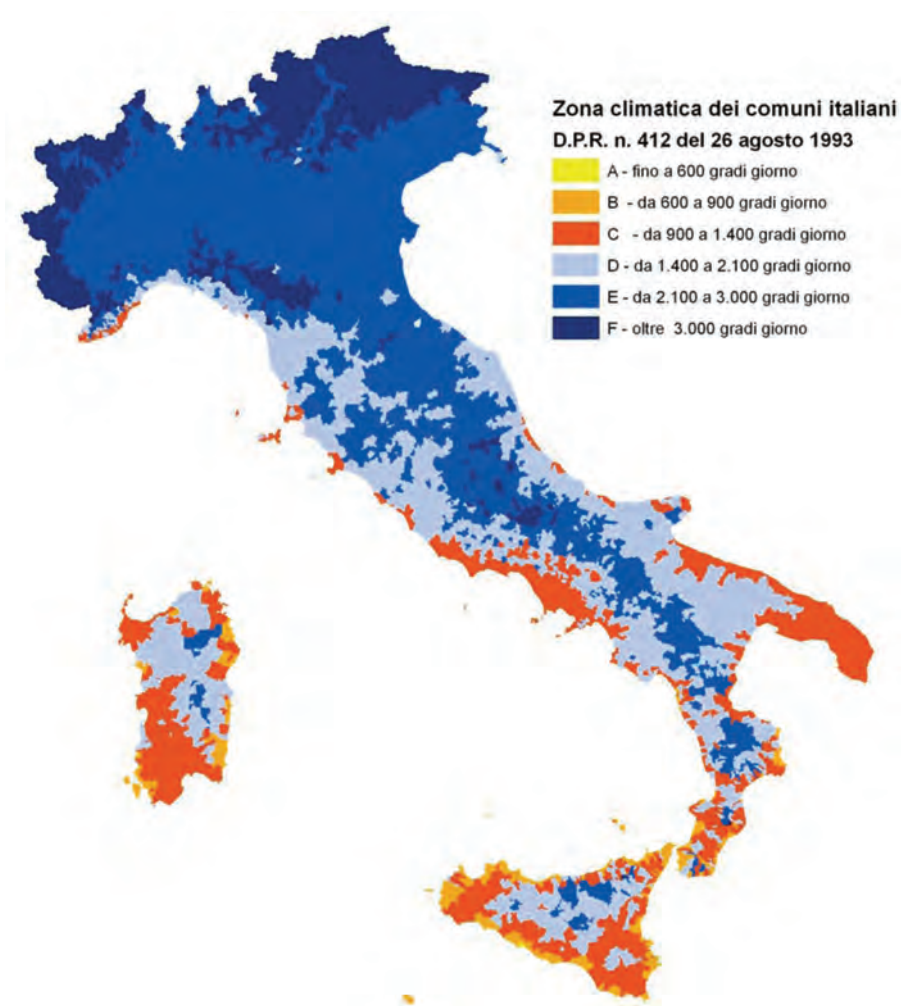 Zona climatica dei comuni italiani
D.P.R. n. 412 del 26 agosto 1993
A - fino a 600 gradi giorno
B - da 600 a 900 gradi giorno
C - da 900 a 1.400 gradi giorno
D - da 1.400 a 2.100 gradi giorno
E - da 2.100 a 3.000 gradi giorno
F - oltre 3.000 gradi giorno